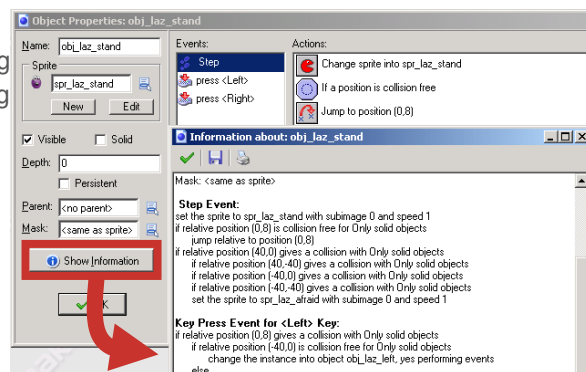 Object Properties: obj_laz_stand
Name: obj_laz_stand
Sprite
spr_laz_stand
New Edit
Visible Solid
Depth: 0
Persistent
Parent: <no parent>
Mask: <same as sprite>
Show Information
Events:
Step
press <Left>
press <Right>
Actions:
Change sprite into spr_laz_stand
If a position is collision free
Jump to position (0,8)
Information about: obj_laz_stand
Mask: <same as sprite>
Step Event:
set the sprite to spr_laz_stand with subimage 0 and speed 1
if relative position (0,8) is collision free for Only solid objects
jump relative to position (0,8)
if relative position (40,0) gives a collision with Only solid objects
if relative position (40,-40) gives a collision with Only solid objects
if relative position (-40,0) gives a collision with Only solid objects
if relative position (-40,-40) gives a collision with Only solid objects
set the sprite to spr_laz_afraid with subimage 0 and speed 1
Key Press Event for <Left> Key:
if relative position (0,8) gives a collision with Only solid objects
if relative position (-40,0) is collision free for Only solid objects
change the instance into object obj_laz_left, yes performing events
else